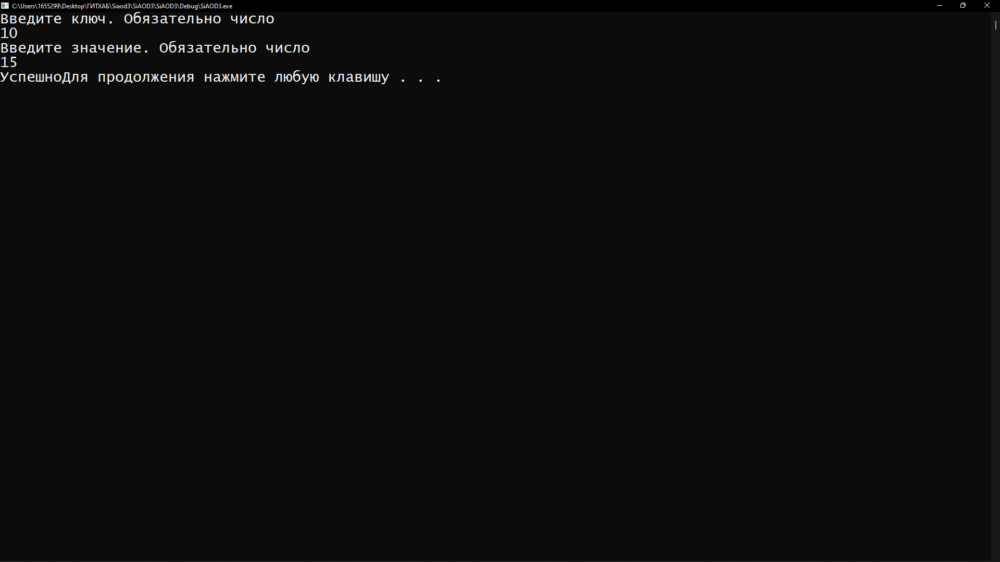 C:\Users\1655299\Desktop\ГИТХАБ\Siaod3\SiAOD3\SiAOD3\Debug\SiAOD3.exe
Введите ключ. Обязательно число
10
Введите значение. Обязательно число
15
УспешноДля продолжения нажмите любую клавишу . . .